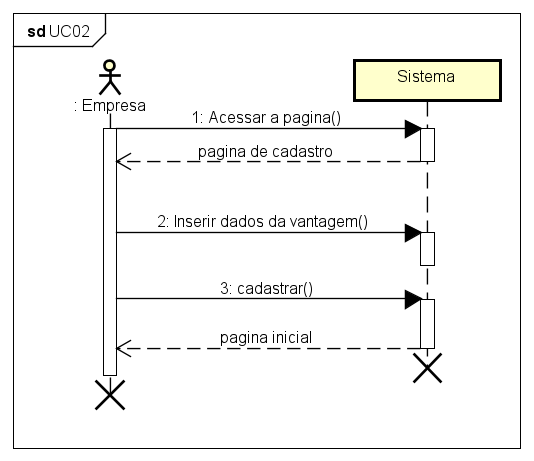 sd UC02
Sistema
: Empresa
1: Acessar a pagina()
pagina de cadastro
2: Inserir dados da vantagem()
3: cadastrar()
pagina inicial